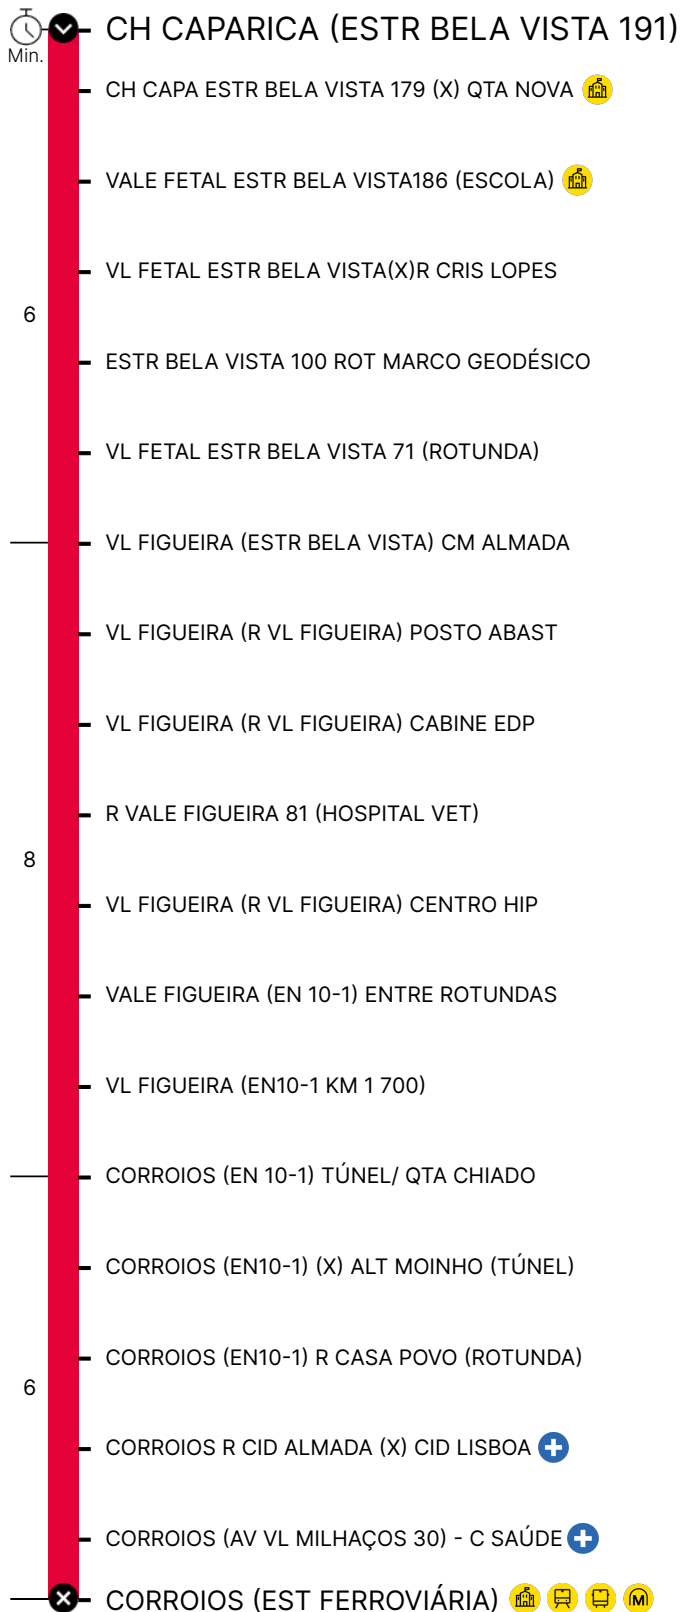 CH CAPARICA (ESTR BELA VISTA 191)
Min.
CH CAPA ESTR BELA VISTA 179 (X) QTA NOVA
VALE FETAL ESTR BELA VISTA186 (ESCOLA)
VL FETAL ESTR BELA VISTA(X)R CRIS LOPES
6
ESTR BELA VISTA 100 ROT MARCO GEODÉSICO
VL FETAL ESTR BELA VISTA 71 (ROTUNDA)
VL FIGUEIRA (ESTR BELA VISTA) CM ALMADA
VL FIGUEIRA (R VL FIGUEIRA) POSTO ABAST
VL FIGUEIRA (R VL FIGUEIRA) CABINE EDP
R VALE FIGUEIRA 81 (HOSPITAL VET)
8
VL FIGUEIRA (R VL FIGUEIRA) CENTRO HIP
VALE FIGUEIRA (EN 10-1) ENTRE ROTUNDAS
VL FIGUEIRA (EN10-1 KM 1 700)
CORROIOS (EN 10-1) TÚNEL/ QTA CHIADO
CORROIOS (EN10-1) (X) ALT MOINHO (TÚNEL)
CORROIOS (EN10-1) R CASA POVO (ROTUNDA)
6
CORROIOS R CID ALMADA (X) CID LISBOA
CORROIOS (AV VL MILHAÇOS 30) - C SAÚDE
CORROIOS (EST FERROVIÁRIA) M